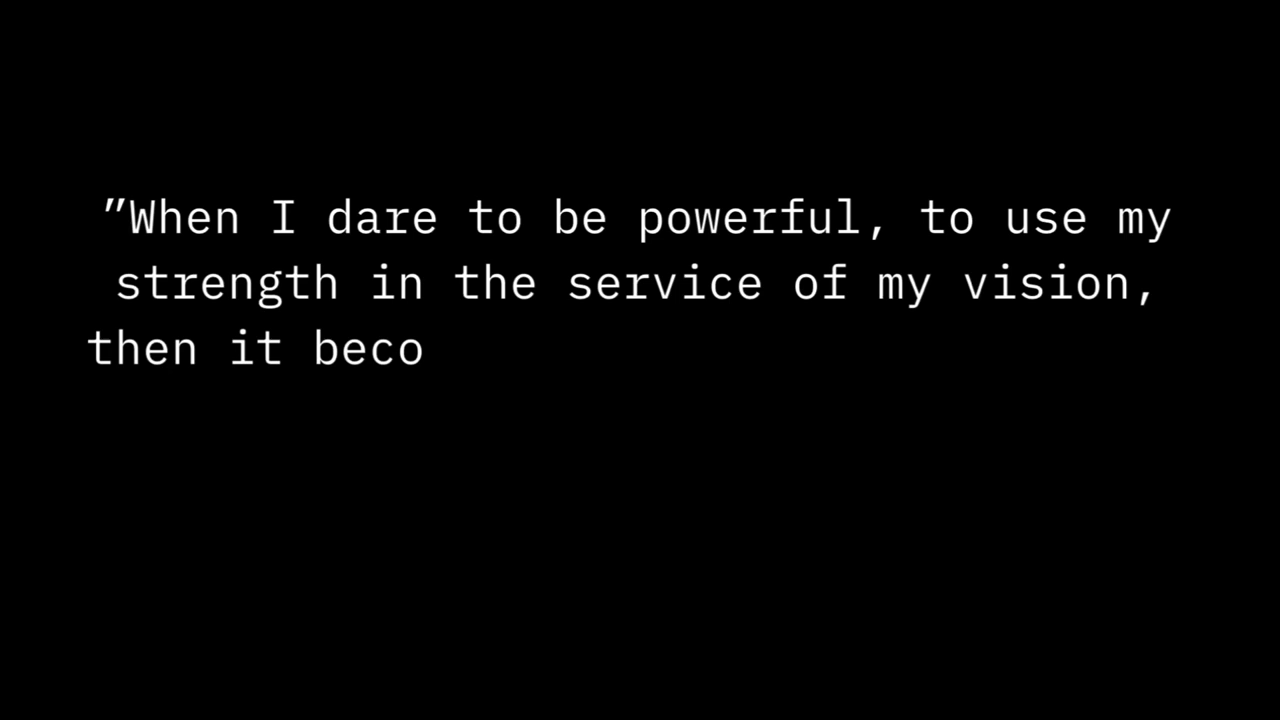 "When I dare to be powerful, to use my
strength in the service of my vision,
then it beco